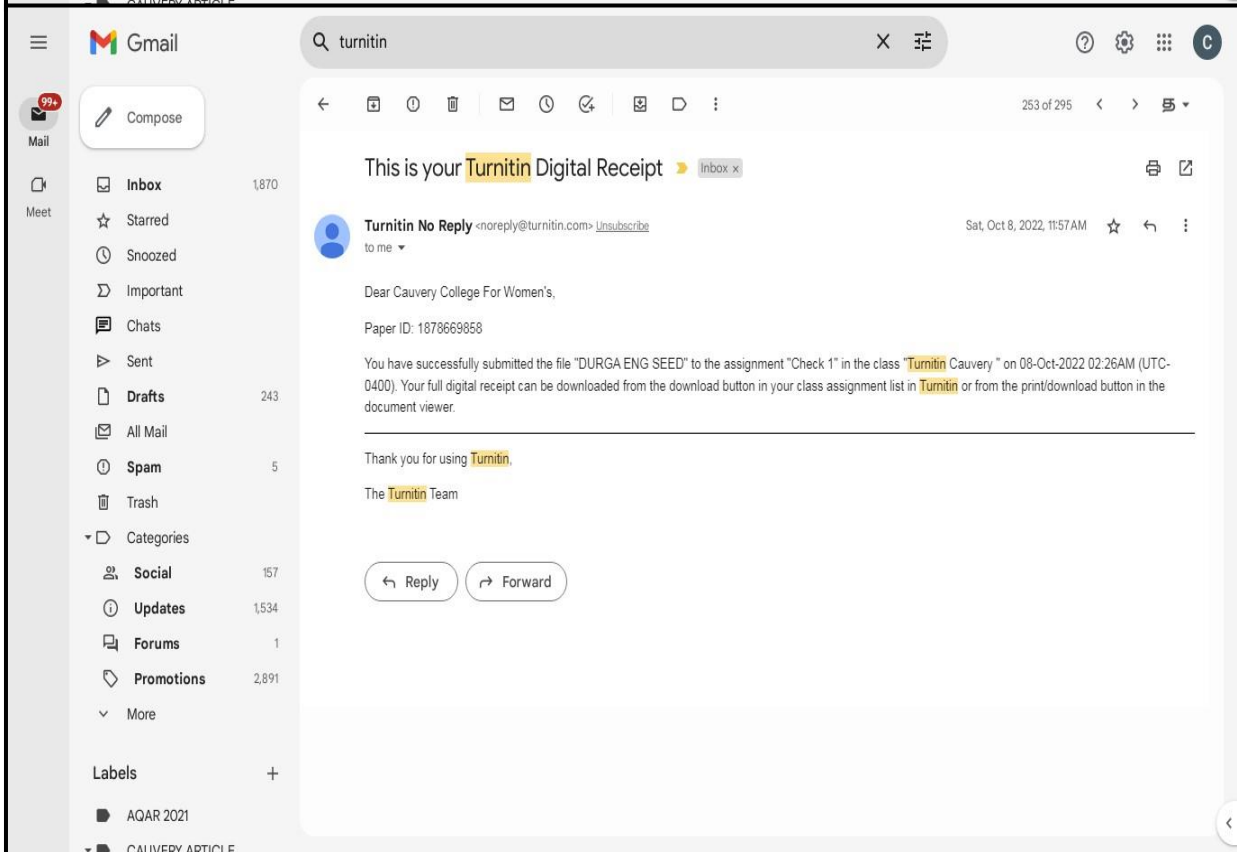 CAUVERY ARTICLE
Gmail
turnitin
C
99+
Mail
Meet
Compose
253 of 295
Inbox 1,870
Starred
Snoozed
Important
Chats
Sent
Drafts 243
All Mail
Spam 5
Trash
Categories
Social 157
Updates 1,534
Forums 1
Promotions 2,891
More
Labels
AQAR 2021
CAUVERY ARTICLE
This is your Turnitin Digital Receipt Inbox x
Turnitin No Reply <noreply@turnitin.com> Unsubscribe Sat, Oct 8, 2022, 11:57 AM
to me
Dear Cauvery College For Women's,
Paper ID: 1878669858
You have successfully submitted the file "DURGA ENG SEED" to the assignment "Check 1" in the class "Turnitin Cauvery " on 08-Oct-2022 02:26AM (UTC-
0400). Your full digital receipt can be downloaded from the download button in your class assignment list in Turnitin or from the print/download button in the
document viewer.
Thank you for using Turnitin,
The Turnitin Team
Reply
Forward